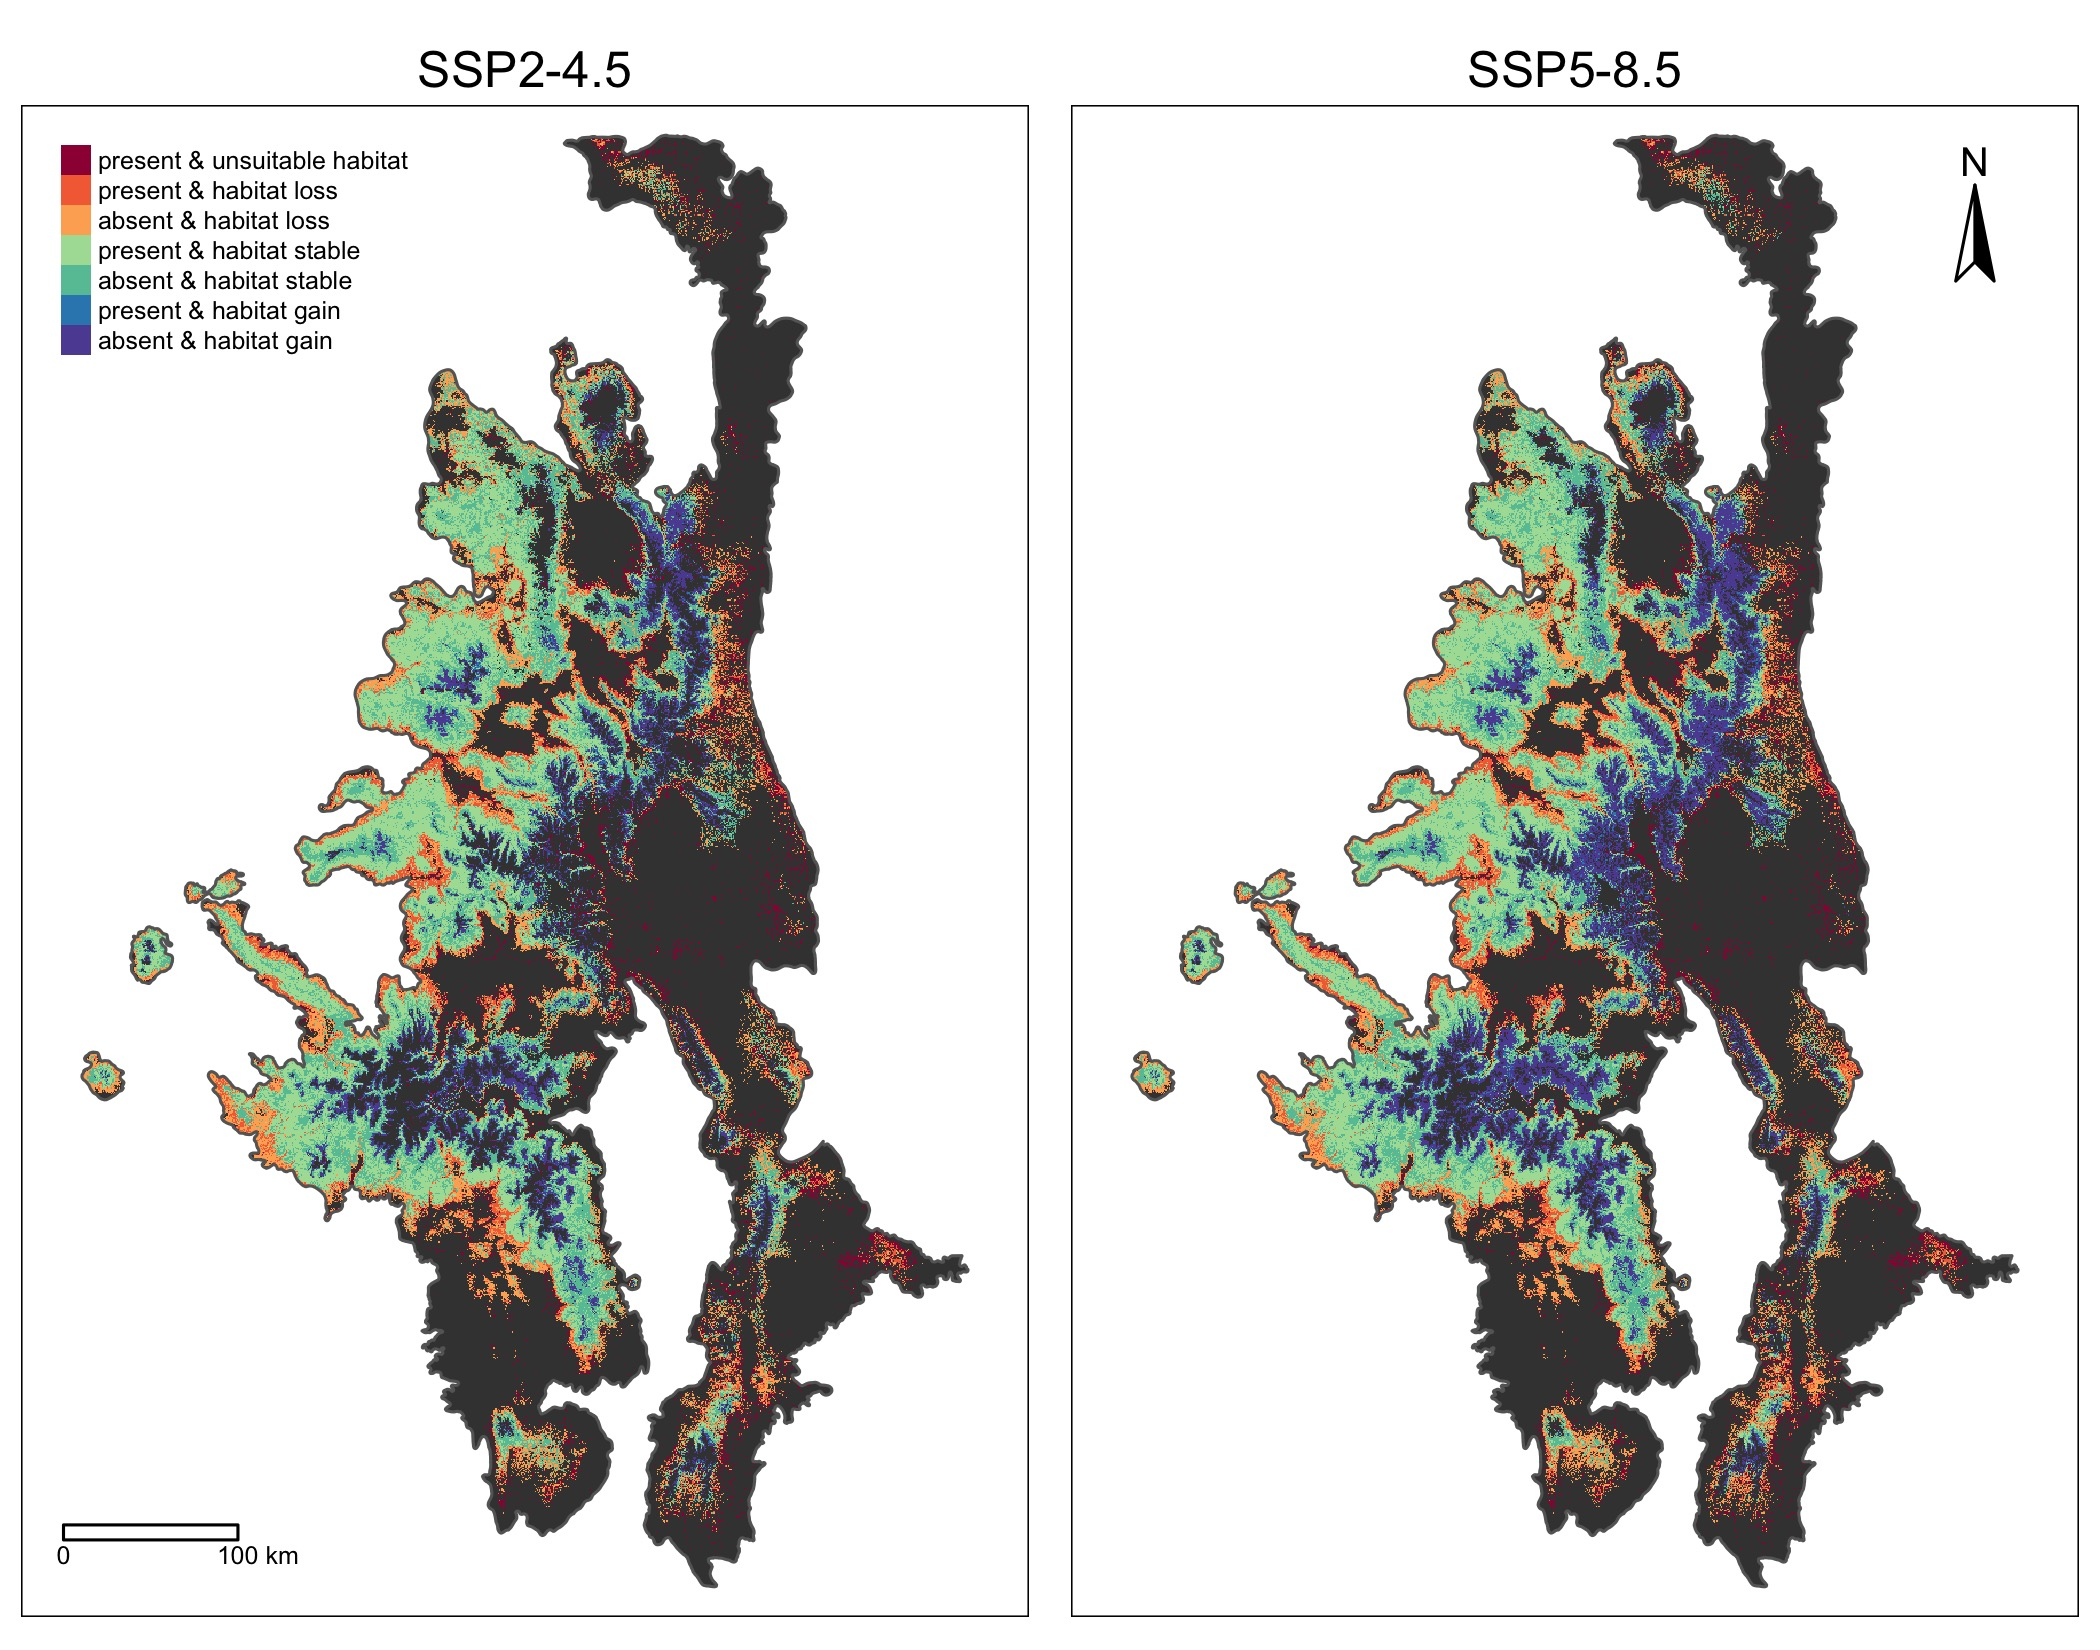 SSP2-4.5
SSP5-8.5
present & unsuitable habitat
present & habitat loss
absent & habitat loss
present & habitat stable
absent & habitat stable
present & habitat gain
absent & habitat gain
N
0 100 km